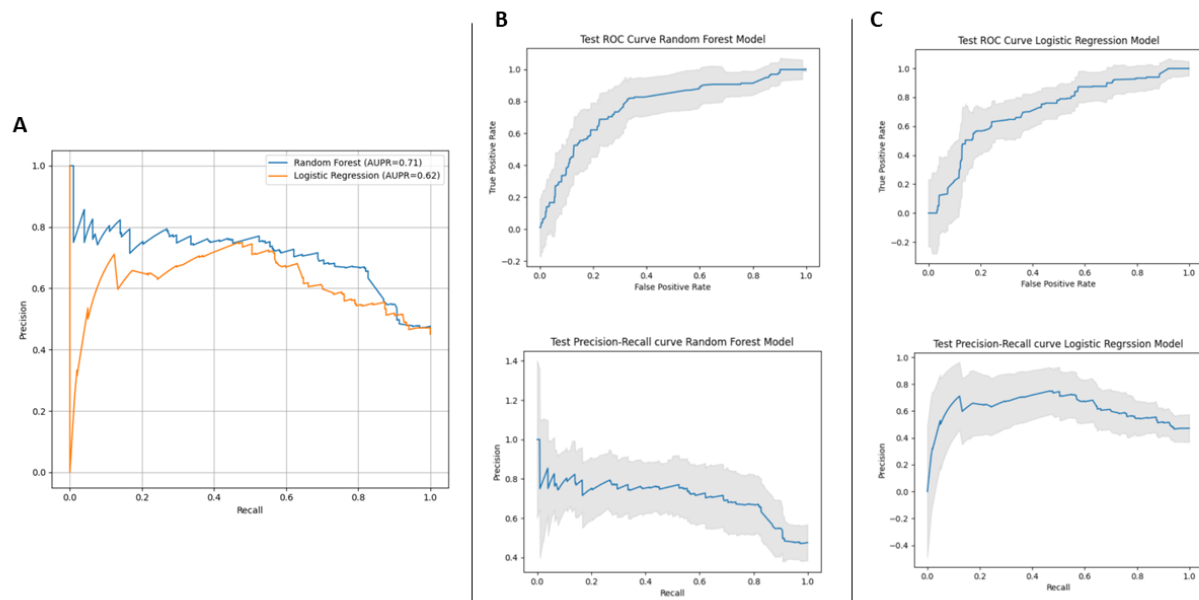 A
Random Forest (AUPR=0.71)
Logistic Regression (AUPR=0.62)
1.0
0.8
0.6
0.4
0.2
0.0
Precision
0.0 0.2 0.4 0.6 0.8 1.0
Recall
B
Test ROC Curve Random Forest Model
1.0
0.8
0.6
0.4
0.2
0.0
−0.2
True Positive Rate
0.0 0.2 0.4 0.6 0.8 1.0
False Positive Rate
Test Precision-Recall curve Random Forest Model
1.4
1.2
1.0
0.8
0.6
0.4
Precision
0.0 0.2 0.4 0.6 0.8 1.0
Recall
C
Test ROC Curve Logistic Regression Model
1.0
0.8
0.6
0.4
0.2
0.0
−0.2
True Positive Rate
0.0 0.2 0.4 0.6 0.8 1.0
False Positive Rate
Test Precision-Recall curve Logistic Regrssion Model
1.0
0.8
0.6
0.4
0.2
0.0
−0.2
−0.4
Precision
0.0 0.2 0.4 0.6 0.8 1.0
Recall